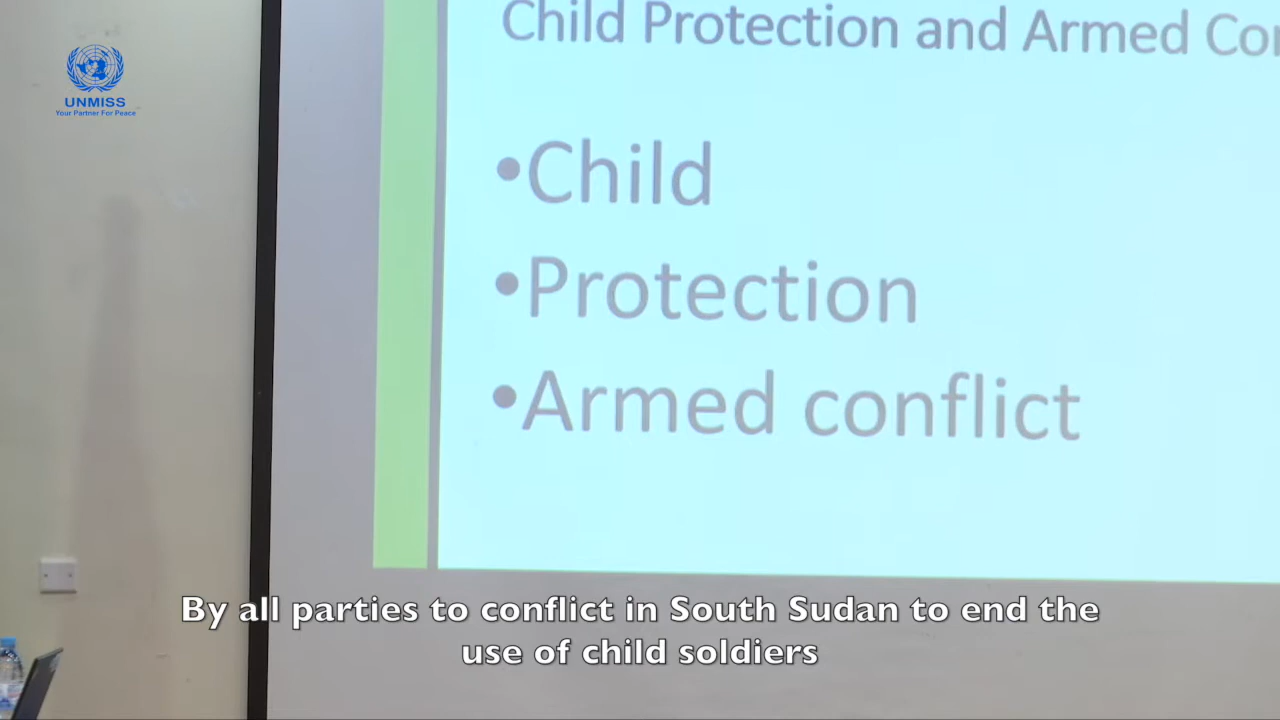 Child Protection and Armed
UNMISS
Your Partner For Peace
•Child
•Protection
•Armed conflict
By all parties to conflict in South Sudan to end the
use of child soldiers